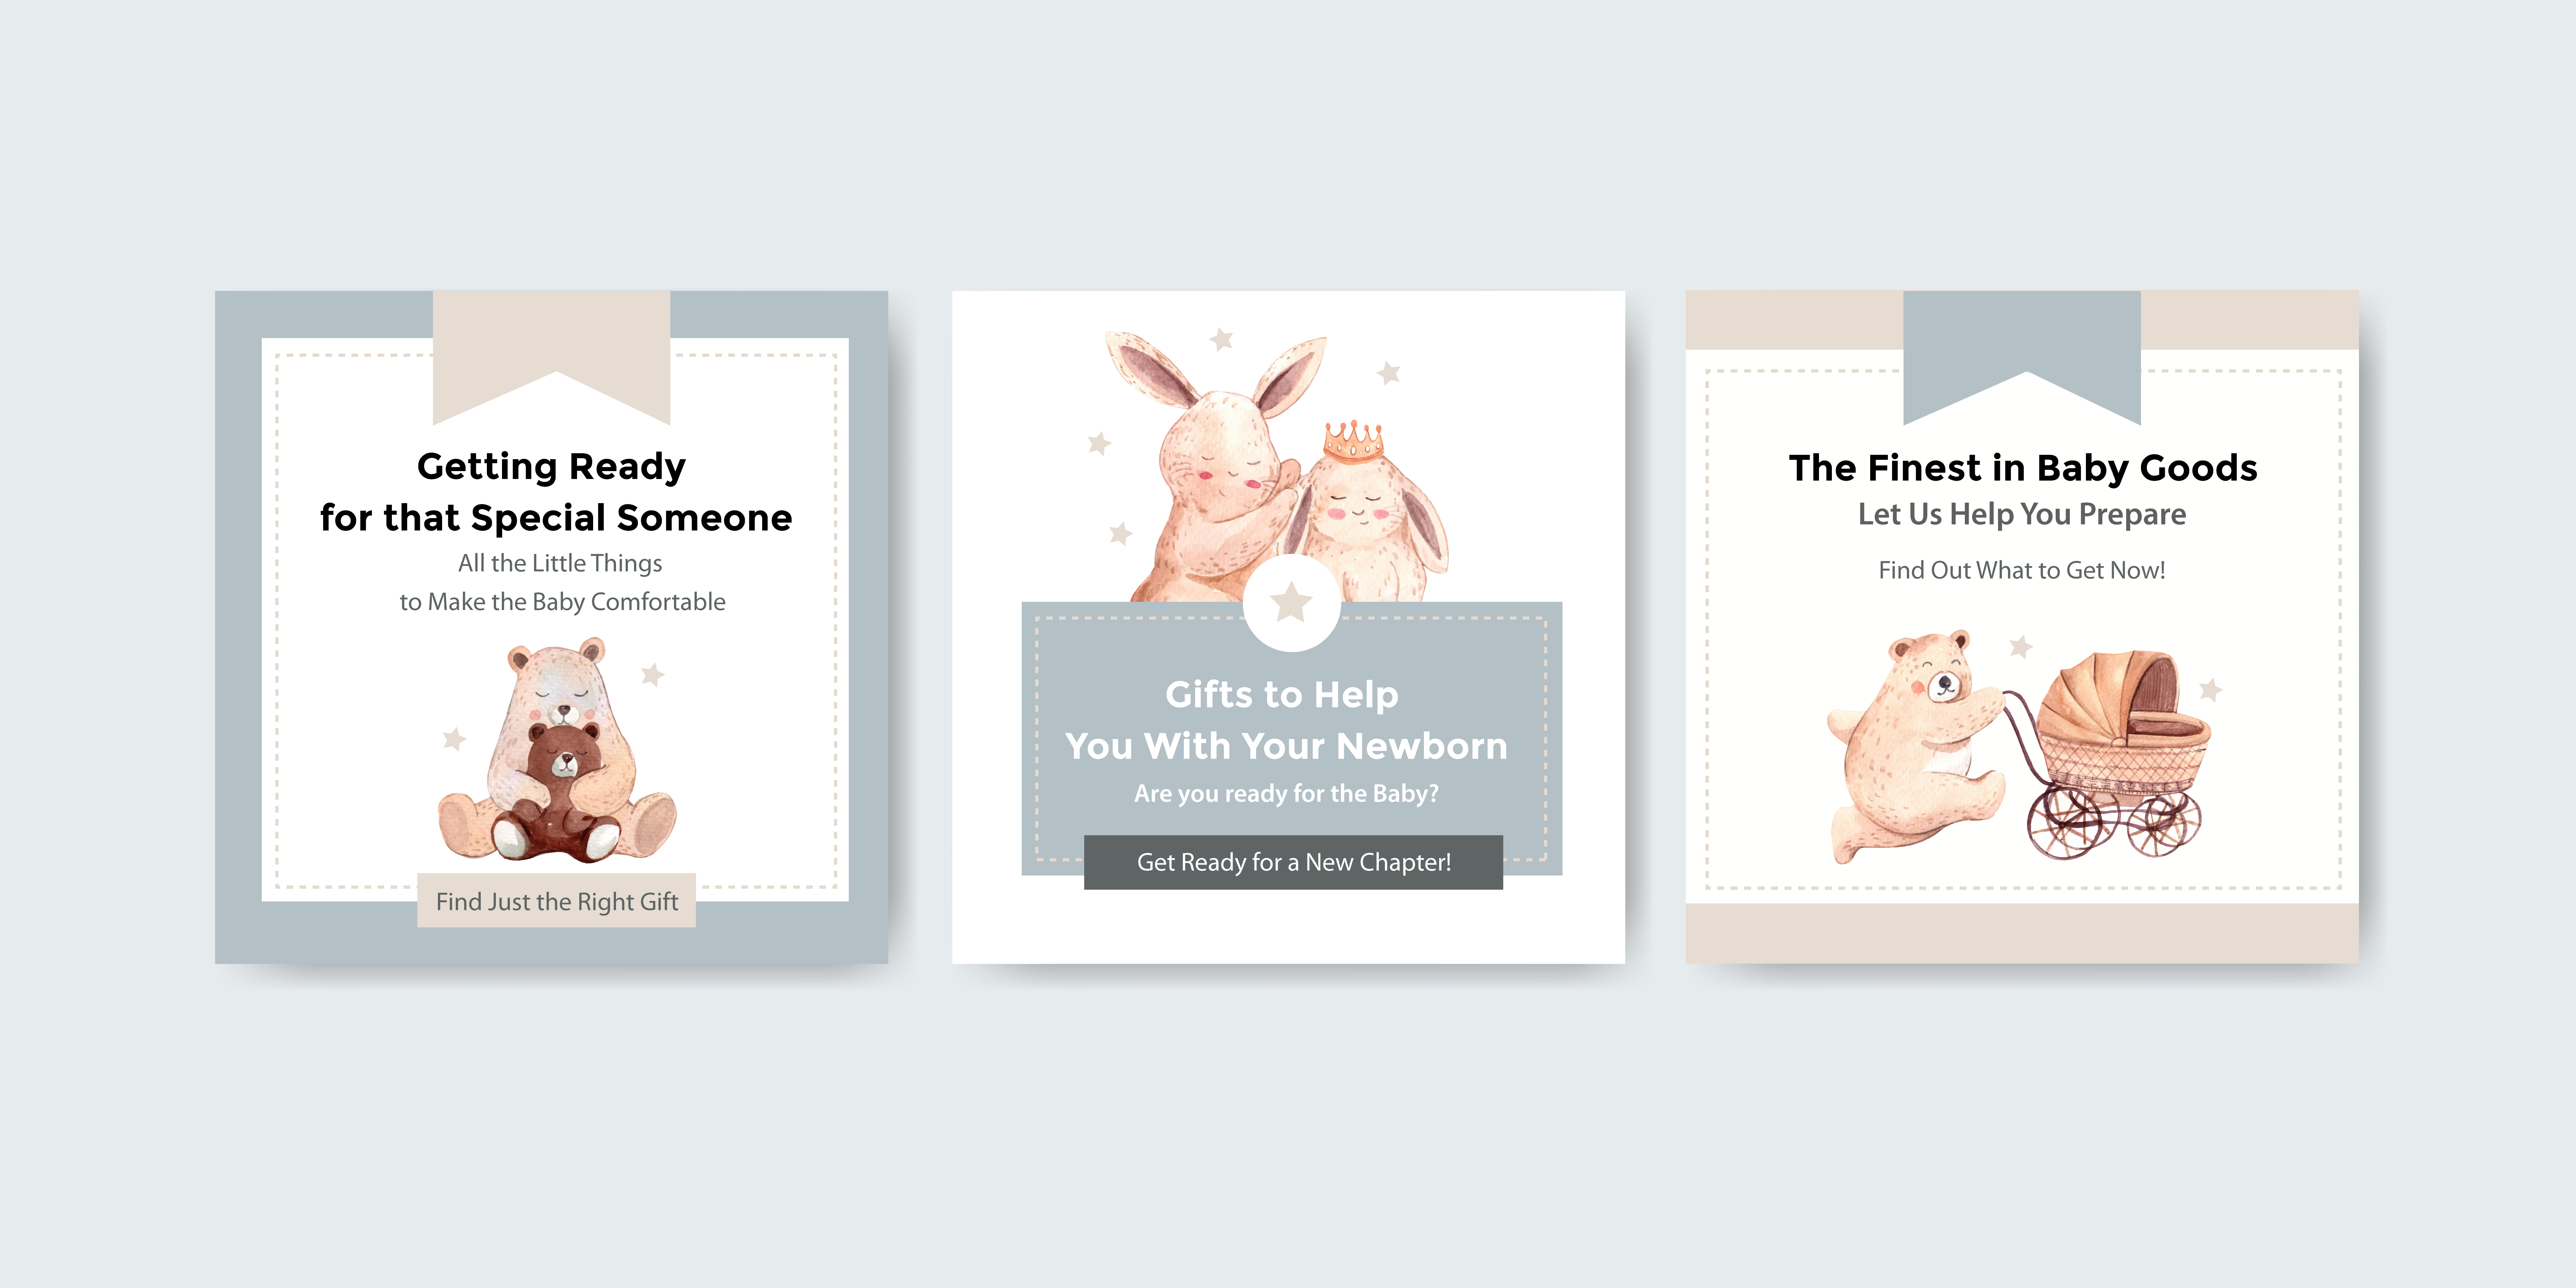 Getting Ready
for that Special Someone
All the Little Things
to Make the Baby Comfortable
Find Just the Right Gift
Gifts to Help
You With Your Newborn
Are you ready for the Baby?
Get Ready for a New Chapter!
The Finest in Baby Goods
Let Us Help You Prepare
Find Out What to Get Now!